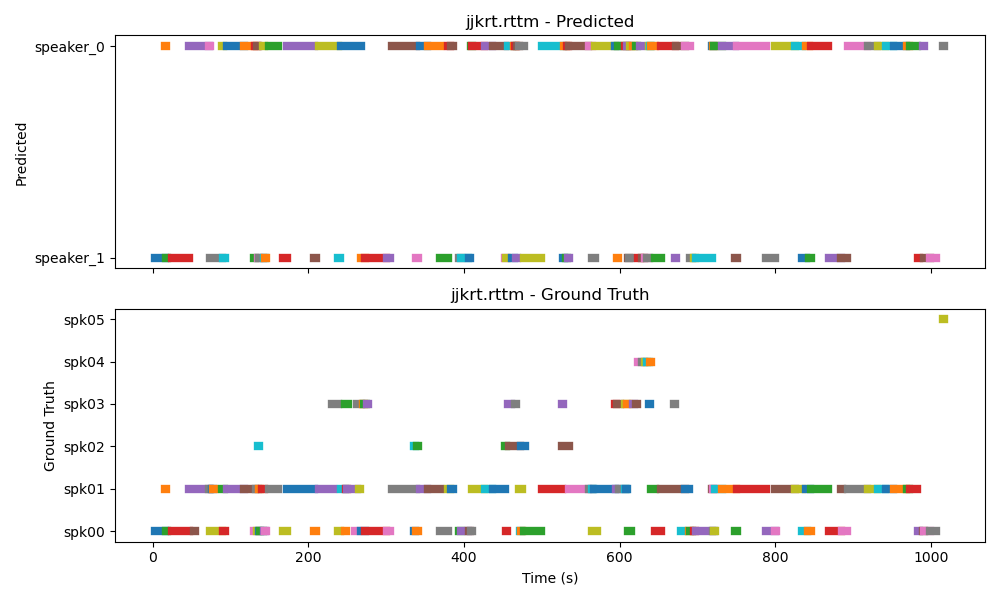 jjkrt.rttm - Predicted
speaker_0
Predicted
speaker_1
jjkrt.rttm - Ground Truth
spk05
spk04
spk03
Ground Truth
spk02
spk01
spk00
0 200 400 600 800 1000
Time (s)